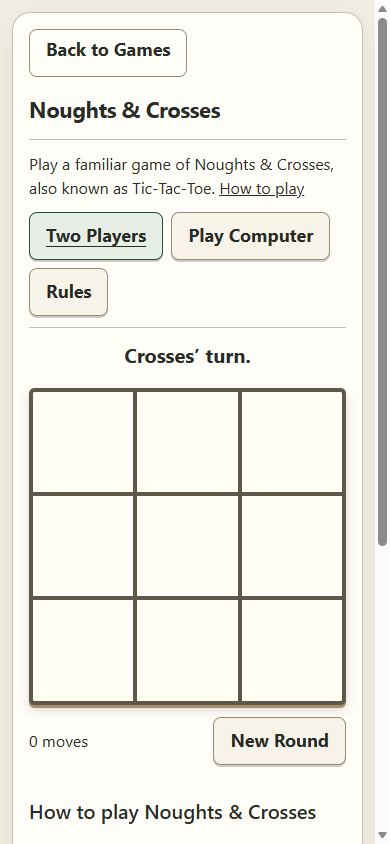 Back to Games
Noughts & Crosses
Play a familiar game of Noughts & Crosses,
also known as Tic-Tac-Toe. How to play
Two Players
Play Computer
Rules
Crosses’ turn.
0 moves
New Round
How to play Noughts & Crosses